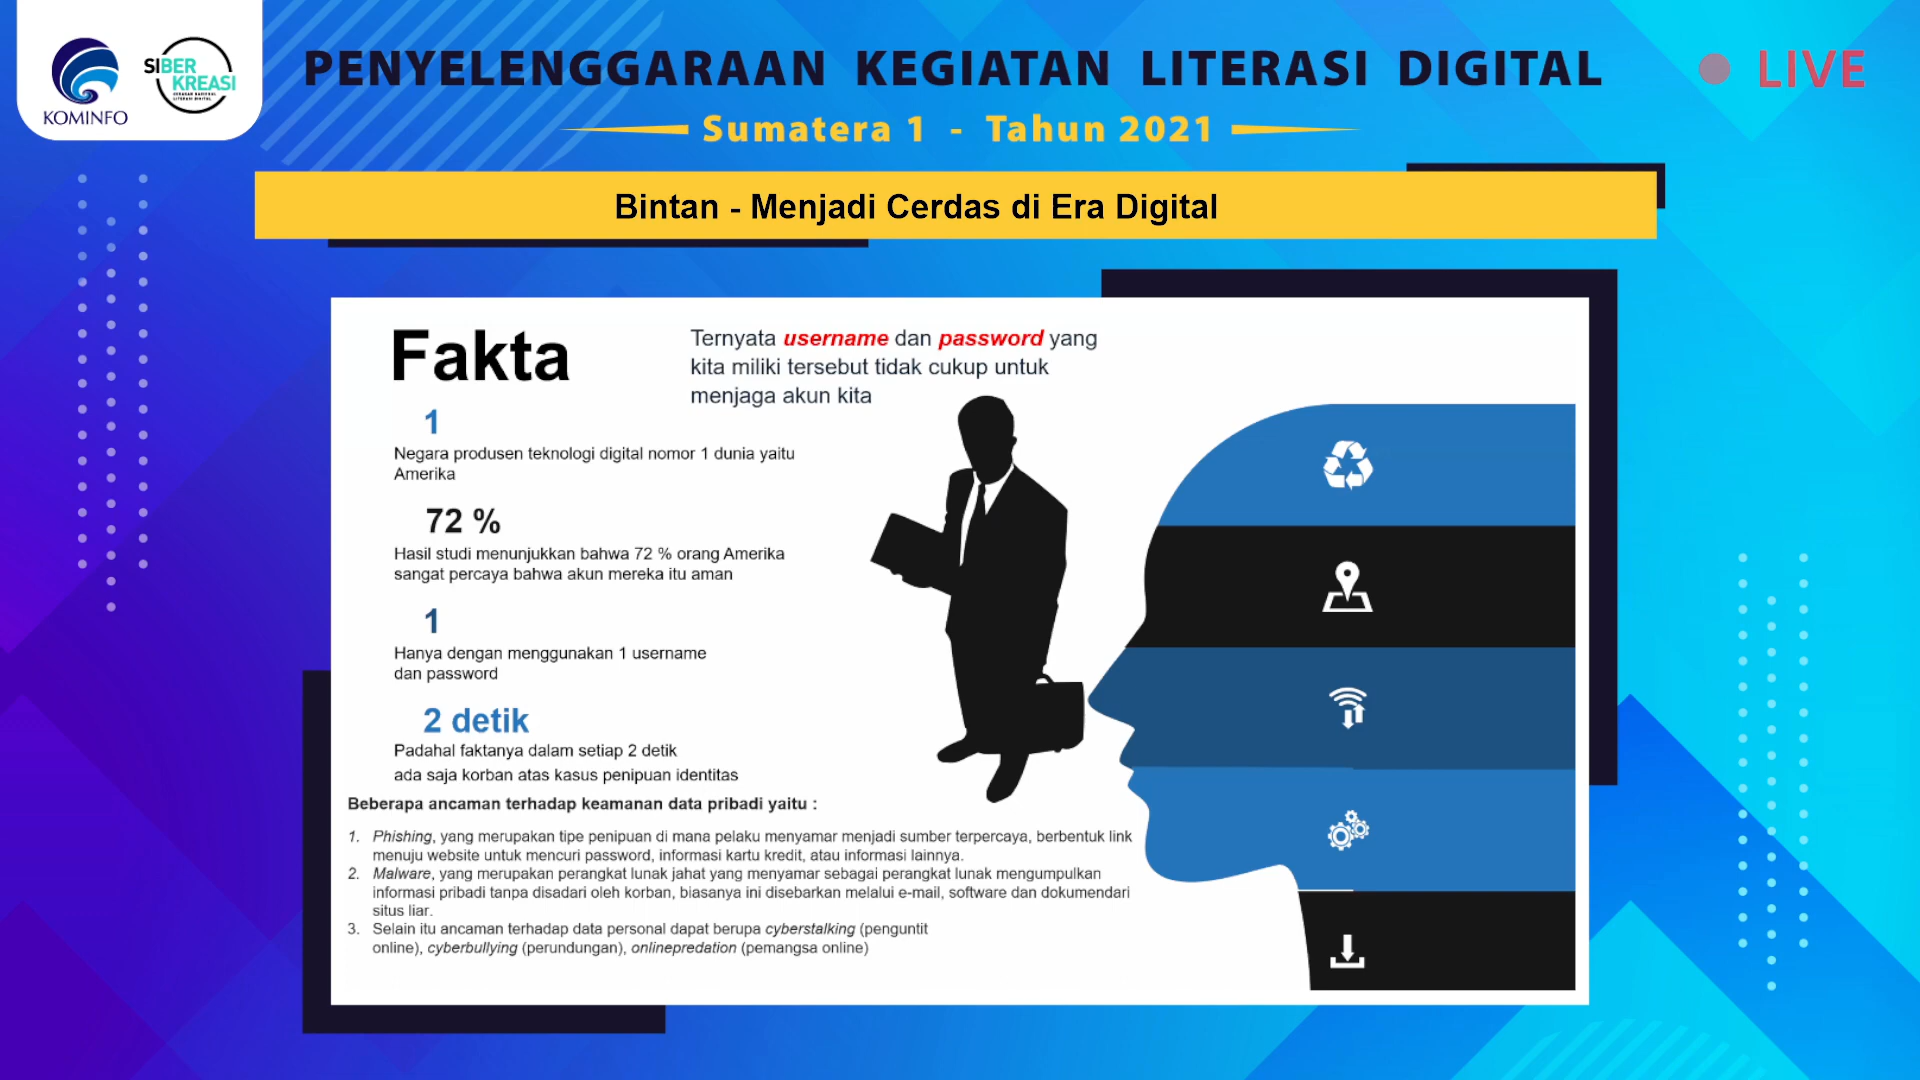 KOMINFO
SIBER
KREASI
PENYELENGGARAAN KEGIATAN LITERASI DIGITAL
LIVE
Sumatera 1 - Tahun 2021
Bintan - Menjadi Cerdas di Era Digital
Fakta
Ternyata username dan password yang
kita miliki tersebut tidak cukup untuk
menjaga akun kita
1
Negara produsen teknologi digital nomor 1 dunia yaitu
Amerika
72 %
Hasil studi menunjukkan bahwa 72 % orang Amerika
sangat percaya bahwa akun mereka itu aman
1
Hanya dengan menggunakan 1 username
dan password
2 detik
Padahal faktanya dalam setiap 2 detik
ada saja korban atas kasus penipuan identitas
Beberapa ancaman terhadap keamanan data pribadi yaitu :
1. Phishing, yang merupakan tipe penipuan di mana pelaku menyamar menjadi sumber terpercaya, berbentuk link
menuju website untuk mencuri password, informasi kartu kredit, atau informasi lainnya.
2. Malware, yang merupakan perangkat lunak jahat yang menyamar sebagai perangkat lunak mengumpulkan
informasi pribadi tanpa disadari oleh korban, biasanya ini disebarkan melalui e-mail, software dan dokumendari
situs liar.
3. Selain itu ancaman terhadap data personal dapat berupa cyberstalking (penguntit
online), cyberbullying (perundungan), onlinepredation (pemangsa online)